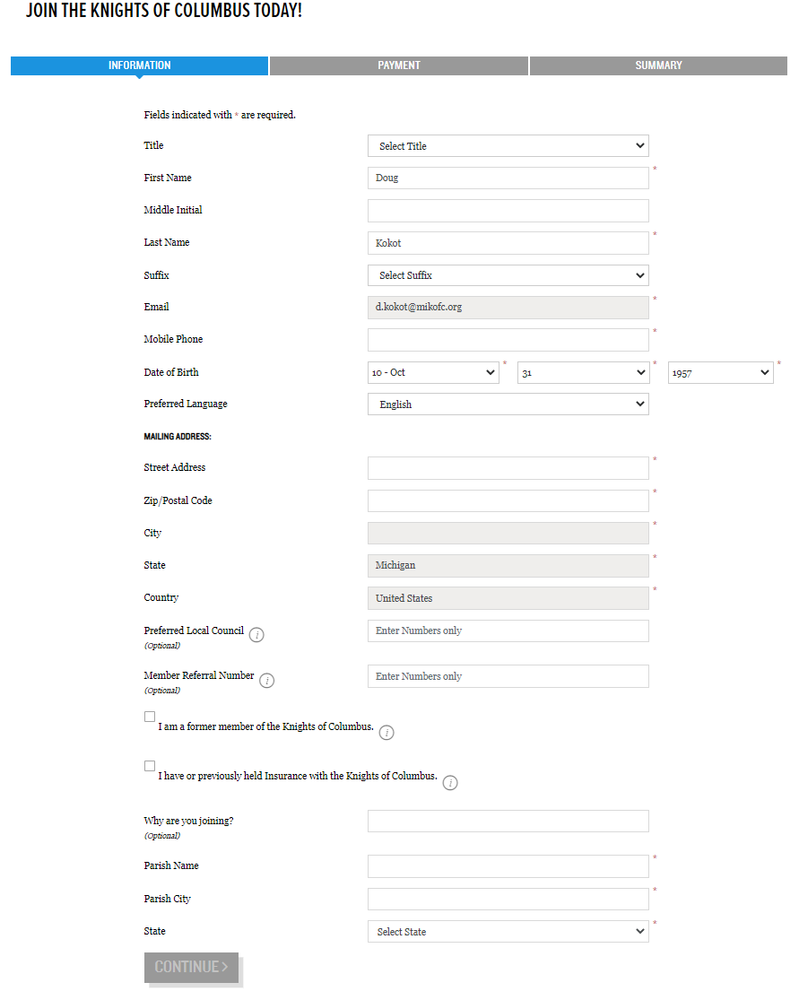 JOIN THE KNIGHTS OF COLUMBUS TODAY!
INFORMATION PAYMENT SUMMARY
Fields indicated with * are required.
Title Select Title
First Name Doug *
Middle Initial
Last Name Kokot *
Suffix Select Suffix
Email d.kokot@mikofc.org *
Mobile Phone *
Date of Birth 10 - Oct * 31 * 1957 *
Preferred Language English
MAILING ADDRESS:
Street Address *
Zip/Postal Code *
City *
State Michigan *
Country United States *
Preferred Local Council i Enter Numbers only
(Optional)
Member Referral Number i Enter Numbers only
(Optional)
I am a former member of the Knights of Columbus. i
I have or previously held Insurance with the Knights of Columbus. i
Why are you joining?
(Optional)
Parish Name *
Parish City *
State Select State *
CONTINUE >